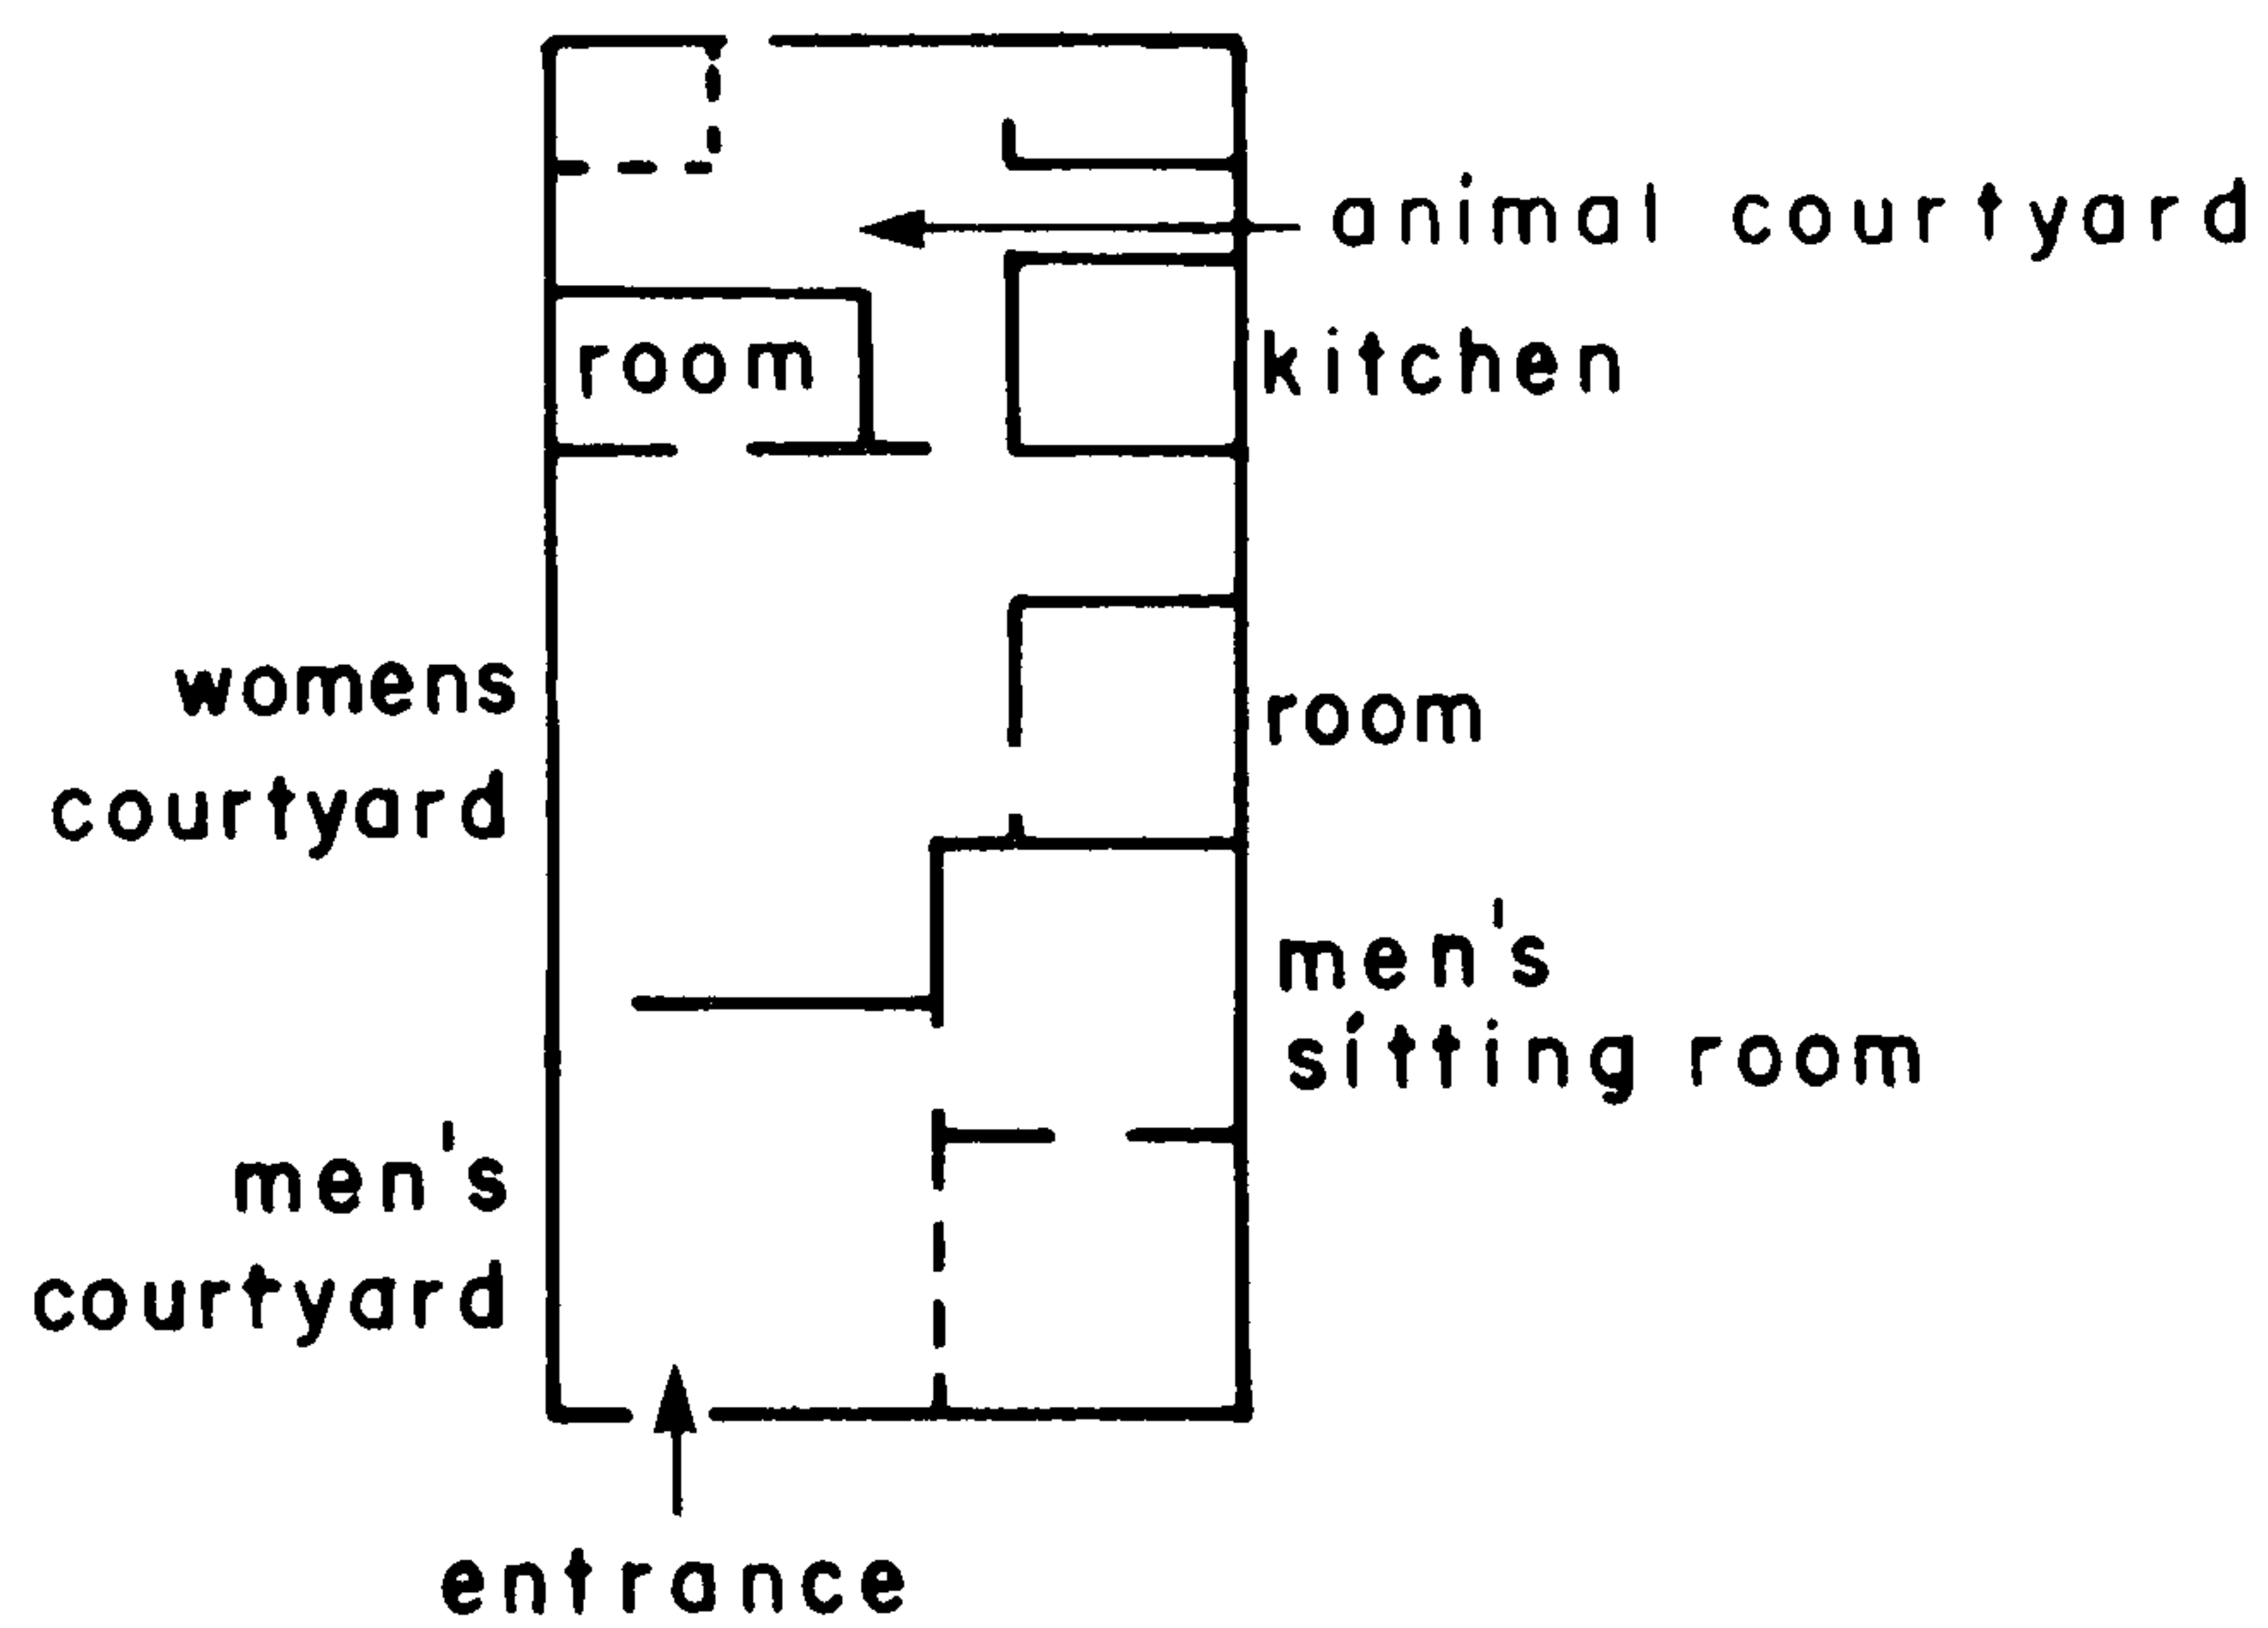 animal courtyard
room
kitchen
womens
courtyard
room
men's
sitting room
men's
courtyard
entrance